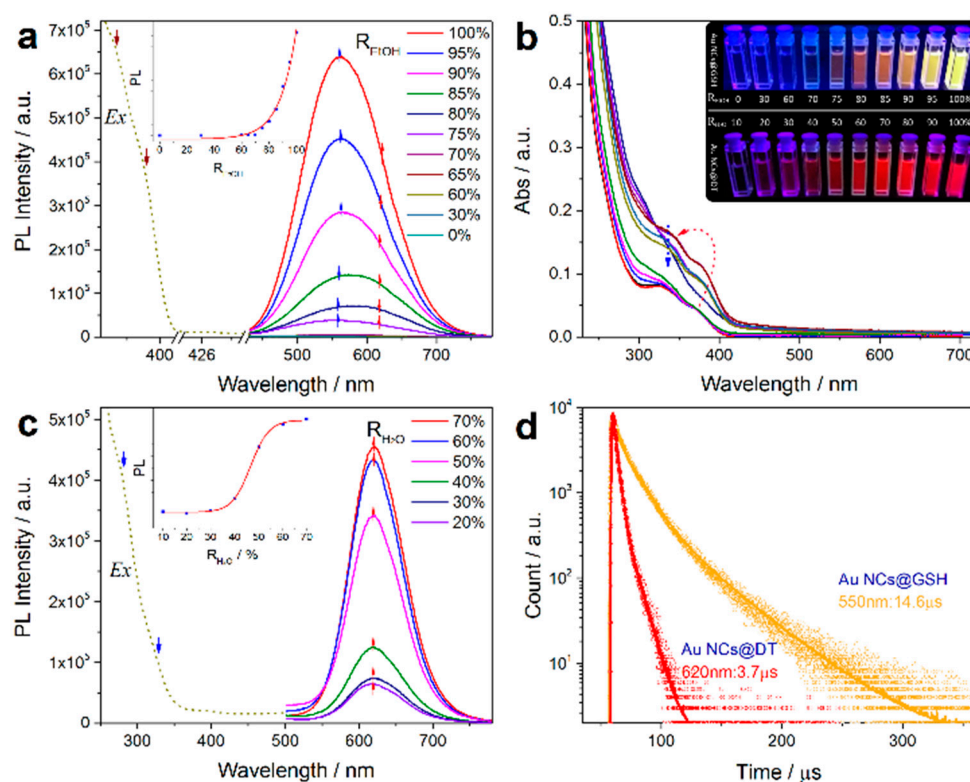 a
PL Intensity / a.u.
7x10⁵
6x10⁵
5x10⁵
4x10⁵
3x10⁵
2x10⁵
1x10⁵
0
Ex
PL
0 20 40 60 80 100
R_EtOH
100%
95%
90%
85%
80%
75%
70%
65%
60%
30%
0%
400 426 500 600 700
Wavelength / nm
b
Abs / a.u.
0.5
0.4
0.3
0.2
0.1
0.0
Au NCs@GSH
0 30 60 70 75 80 85 90 95 100%
10 20 30 40 50 60 70 80 90 100%
Au NCs@DT
300 400 500 600 700
Wavelength / nm
c
PL Intensity / a.u.
5x10⁵
4x10⁵
3x10⁵
2x10⁵
1x10⁵
0
Ex
PL
10 20 30 40 50 60 70
R_H₂O / %
R_H₂O
70%
60%
50%
40%
30%
20%
300 400 500 600 700
Wavelength / nm
d
Count / a.u.
10⁴
10³
10²
10¹
Au NCs@GSH
550nm:14.6μs
Au NCs@DT
620nm:3.7μs
100 200 300
Time / μs